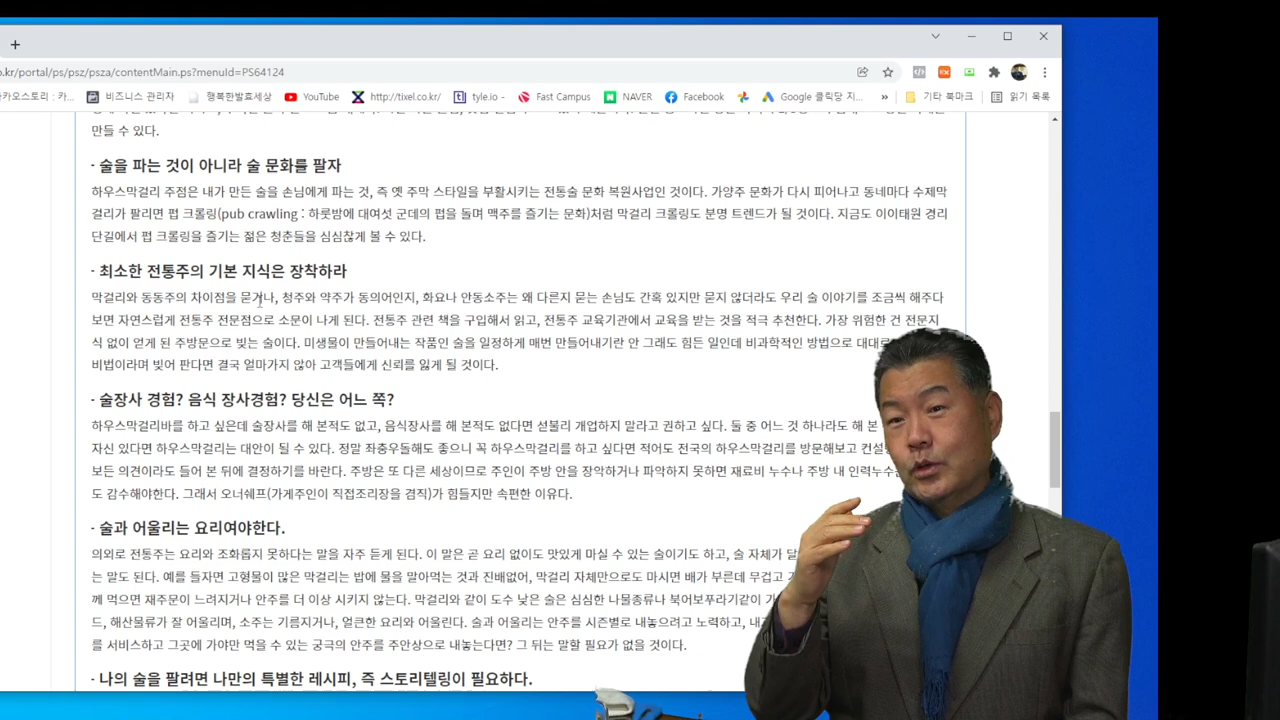 o.kr/portal/ps/psz/psza/contentMain.ps?menuId=PS64124
카오스토리 : 카... 비즈니스 관리자 행복한발효세상 YouTube http://tixel.co.kr/ tyle.io - Fast Campus NAVER Facebook Google 클릭당 지... » 기타 북마크 읽기 목록
만들 수 있다.
- 술을 파는 것이 아니라 술 문화를 팔자
하우스막걸리 주점은 내가 만든 술을 손님에게 파는 것, 즉 옛 주막 스타일을 부활시키는 전통술 문화 복원사업인 것이다. 가양주 문화가 다시 피어나고 동네마다 수제막
걸리가 팔리면 펍 크롤링(pub crawling : 하룻밤에 대여섯 군데의 펍을 돌며 맥주를 즐기는 문화)처럼 막걸리 크롤링도 분명 트렌드가 될 것이다. 지금도 이이태원 경리
단길에서 펍 크롤링을 즐기는 젊은 청춘들을 심심찮게 볼 수 있다.
- 최소한 전통주의 기본 지식은 장착하라
막걸리와 동동주의 차이점을 묻거나, 청주와 약주가 동의어인지, 화요나 안동소주는 왜 다른지 묻는 손님도 간혹 있지만 묻지 않더라도 우리 술 이야기를 조금씩 해주다
보면 자연스럽게 전통주 전문점으로 소문이 나게 된다. 전통주 관련 책을 구입해서 읽고, 전통주 교육기관에서 교육을 받는 것을 적극 추천한다. 가장 위험한 건 전문지
식 없이 얻게 된 주방문으로 빚는 술이다. 미생물이 만들어내는 작품인 술을 일정하게 매번 만들어내기란 안 그래도 힘든 일인데 비과학적인 방법으로 대대로
비법이라며 빚어 판다면 결국 얼마가지 않아 고객들에게 신뢰를 잃게 될 것이다.
- 술장사 경험? 음식 장사경험? 당신은 어느 쪽?
하우스막걸리바를 하고 싶은데 술장사를 해 본적도 없고, 음식장사를 해 본적도 없다면 섣불리 개업하지 말라고 권하고 싶다. 둘 중 어느 것 하나라도 해 본
자신 있다면 하우스막걸리는 대안이 될 수 있다. 정말 좌충우돌해도 좋으니 꼭 하우스막걸리를 하고 싶다면 적어도 전국의 하우스막걸리를 방문해보고
보든 의견이라도 들어 본 뒤에 결정하기를 바란다. 주방은 또 다른 세상이므로 주인이 주방 안을 장악하거나 파악하지 못하면 재료비 누수나 주방 내 인력누수
도 감수해야한다. 그래서 오너쉐프(가게주인이 직접조리장을 겸직)가 힘들지만 속편한 이유다.
- 술과 어울리는 요리여야한다.
의외로 전통주는 요리와 조화롭지 못하다는 말을 자주 듣게 된다. 이 말은 곧 요리 없이도 맛있게 마실 수 있는 술이기도 하고, 술 자체가
는 말도 된다. 예를 들자면 고형물이 많은 막걸리는 밥에 물을 말아먹는 것과 진배없어, 막걸리 자체만으로도 마시면 배가 부른데 무겁고
께 먹으면 재주문이 느려지거나 안주를 더 이상 시키지 않는다. 막걸리와 같이 도수 낮은 술은 심심한 나물종류나 북어보푸라기같이
드, 해산물류가 잘 어울리며, 소주는 기름지거나, 얼큰한 요리와 어울린다. 술과 어울리는 안주를 시즌별로 내놓으려고 노력하고,
를 서비스하고 그곳에 가야만 먹을 수 있는 궁극의 안주를 주안상으로 내놓는다면? 그 뒤는 말할 필요가 없을 것이다.
- 나의 술을 팔려면 나만의 특별한 레시피, 즉 스토리텔링이 필요하다.